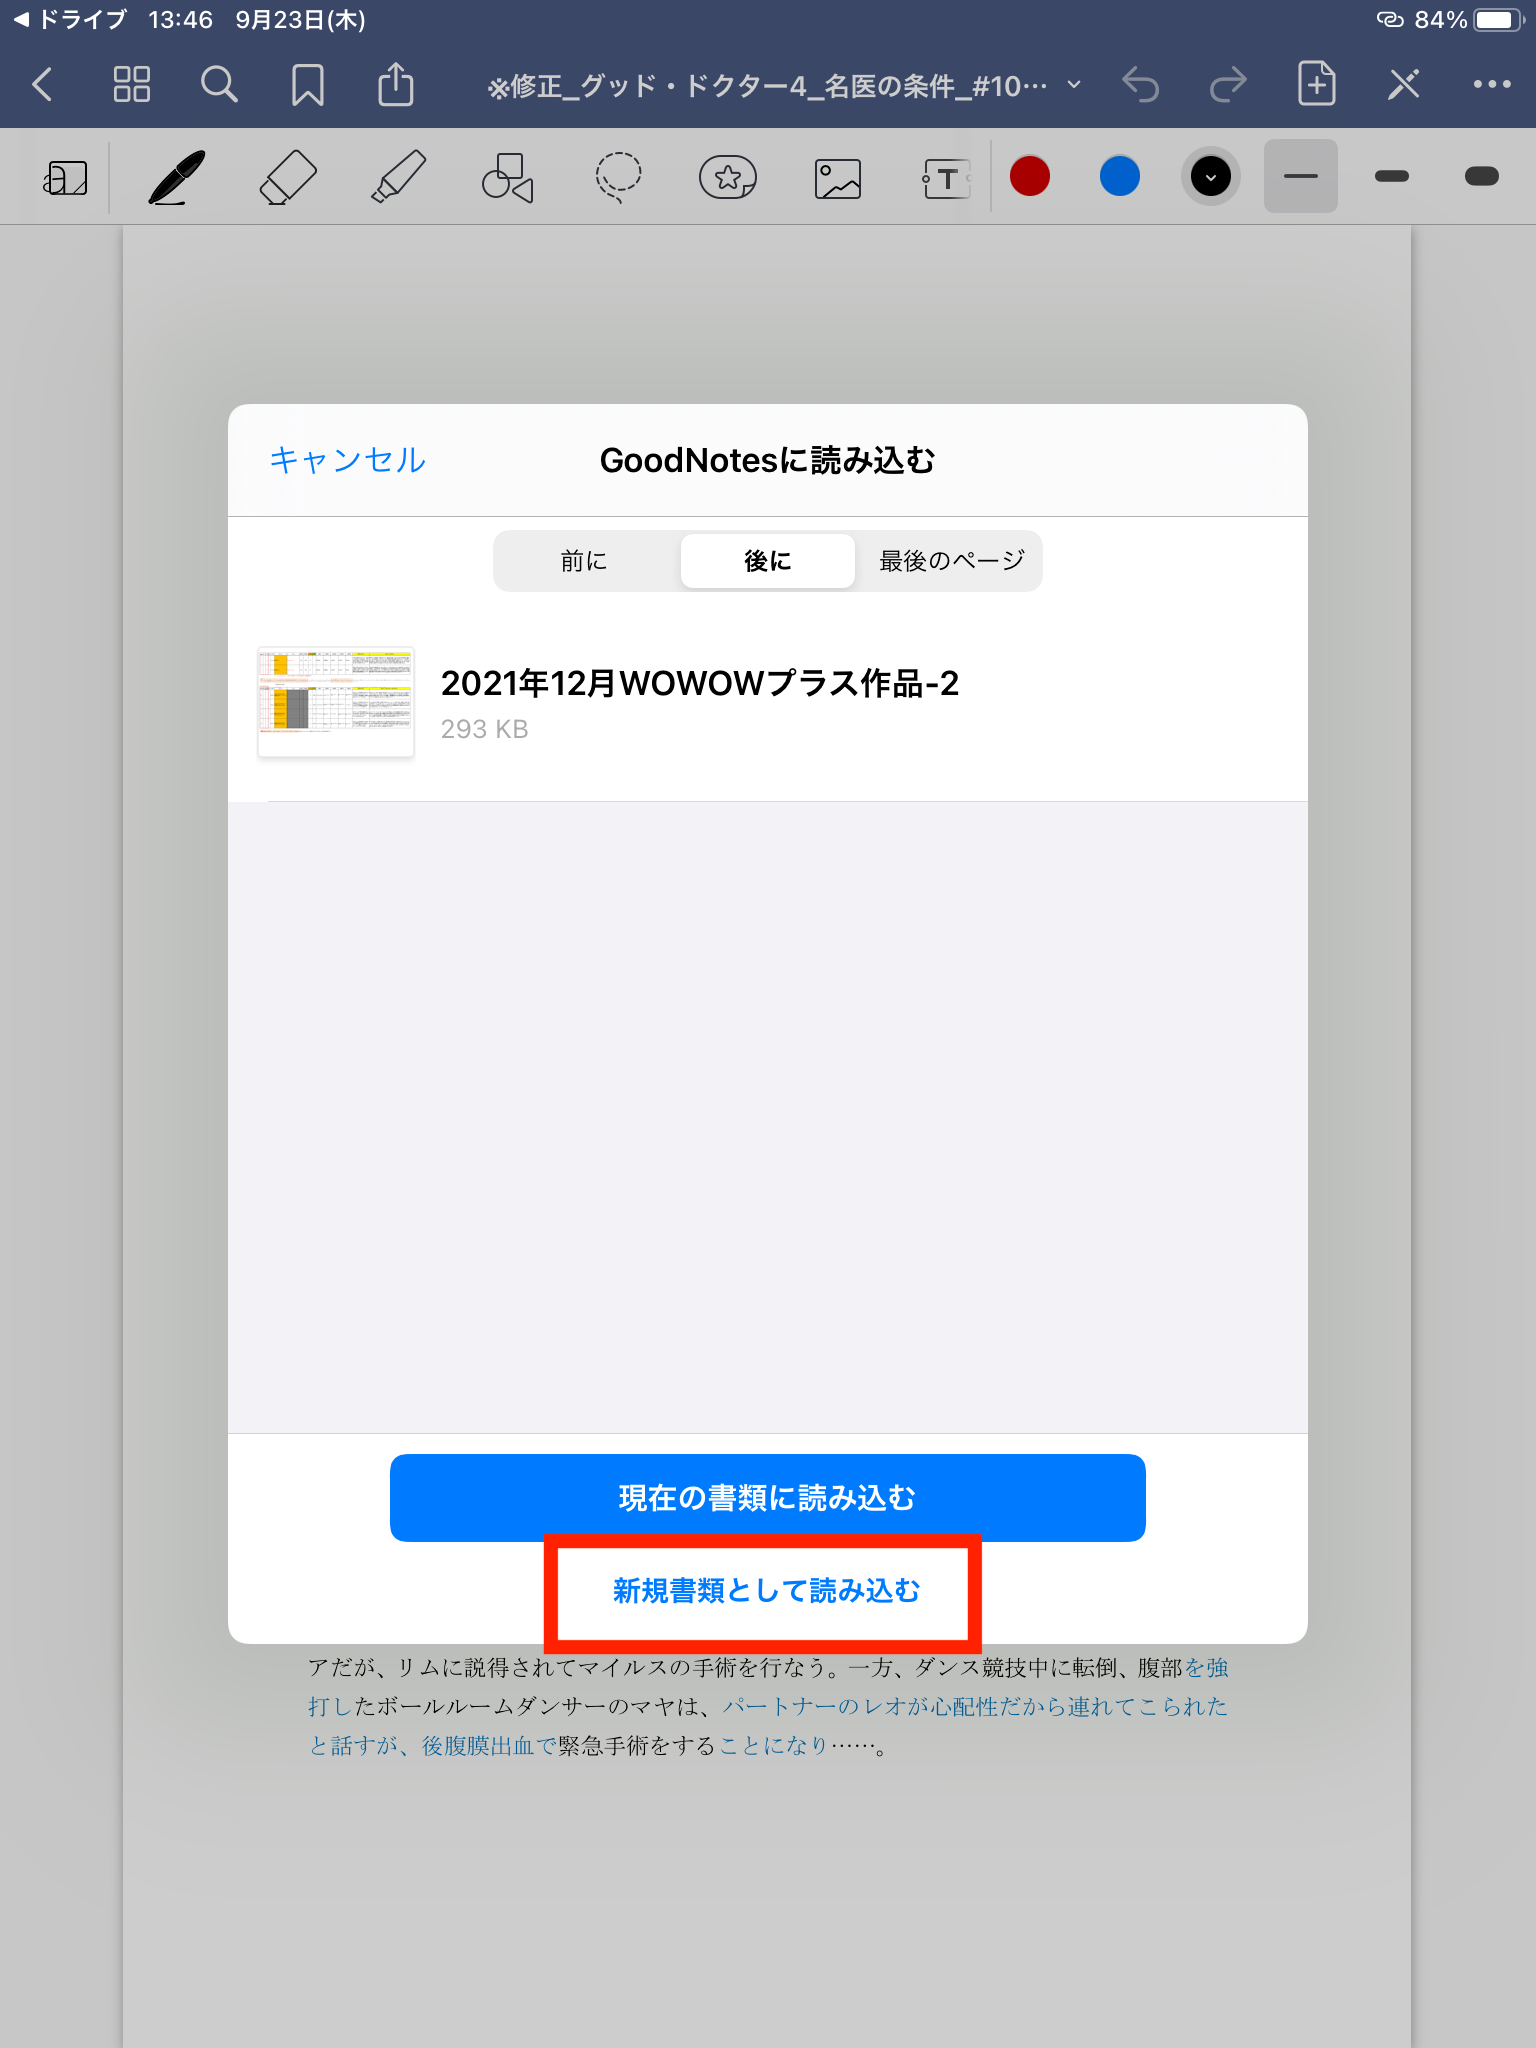 ◀ ドライブ 13:46 9月23日(木) 84%
※修正_グッド・ドクター4_名医の条件_#10…
T
キャンセル GoodNotesに読み込む
前に 後に 最後のページ
2021年12月WOWOWプラス作品-2
293 KB
現在の書類に読み込む
新規書類として読み込む
アだが、リムに説得されてマイルスの手術を行なう。一方、ダンス競技中に転倒、腹部を強
打したボールルームダンサーのマヤは、パートナーのレオが心配性だから連れてこられた
と話すが、後腹膜出血で緊急手術をすることになり……。